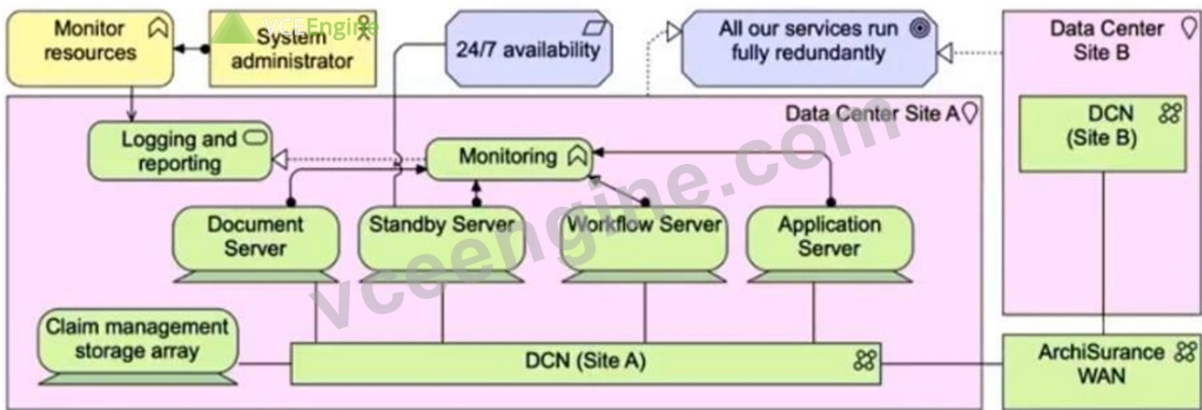 Monitor
resources
VCEEngine
System
administrator
24/7 availability
All our services run
fully redundantly
Data Center
Site B
DCN
(Site B)
Data Center Site A
Logging and
reporting
Monitoring
Document
Server
Standby Server
Workflow Server
Application
Server
vceengine.com
Claim management
storage array
DCN (Site A)
ArchiSurance
WAN